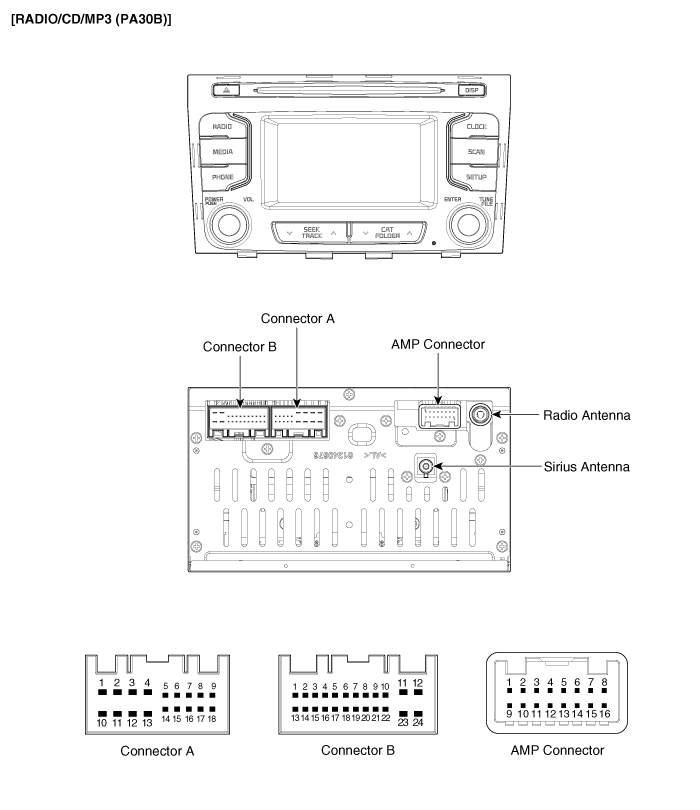 [RADIO/CD/MP3 (PA30B)]
DISP
RADIO
CLOCK
MEDIA
SCAN
PHONE
SETUP
POWER
PUSH
VOL
ENTER
TUNE
FILE
SEEK
TRACK
CAT
FOLDER
Connector A
Connector B
AMP Connector
Radio Antenna
Sirius Antenna
1 2 3 4 5 6 7 8 9
10 11 12 13 14 15 16 17 18
Connector A
1 2 3 4 5 6 7 8 9 10 11 12
13 14 15 16 17 18 19 20 21 22 23 24
Connector B
1 2 3 4 5 6 7 8
9 10 11 12 13 14 15 16
AMP Connector